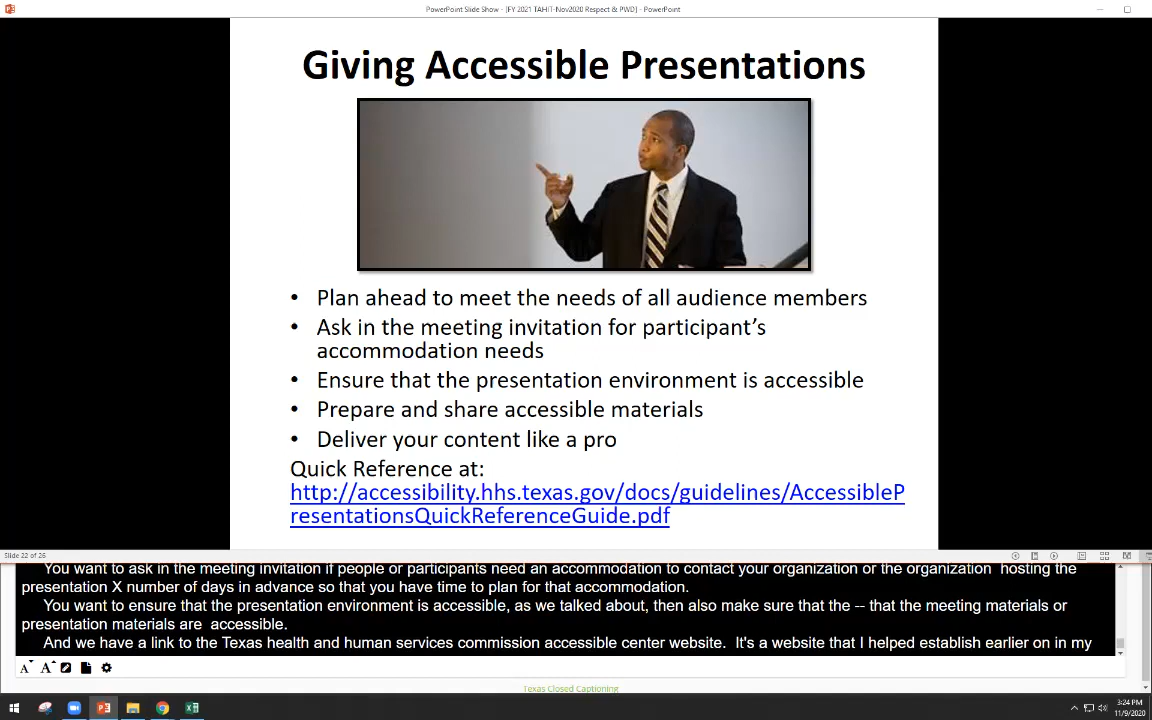 PowerPoint Slide Show - [FY 2021 TAHIT-Nov2020 Respect & PWD] - PowerPoint
Giving Accessible Presentations
• Plan ahead to meet the needs of all audience members
• Ask in the meeting invitation for participant’s
accommodation needs
• Ensure that the presentation environment is accessible
• Prepare and share accessible materials
• Deliver your content like a pro
Quick Reference at:
http://accessibility.hhs.texas.gov/docs/guidelines/AccessibleP
resentationsQuickReferenceGuide.pdf
Slide 22 of 26
You want to ask in the meeting invitation if people or participants need an accommodation to contact your organization or the organization hosting the
presentation X number of days in advance so that you have time to plan for that accommodation.
You want to ensure that the presentation environment is accessible, as we talked about, then also make sure that the -- that the meeting materials or
presentation materials are accessible.
And we have a link to the Texas health and human services commission accessible center website. It's a website that I helped establish earlier on in my
A A
Texas Closed Captioning
3:24 PM
11/9/2020